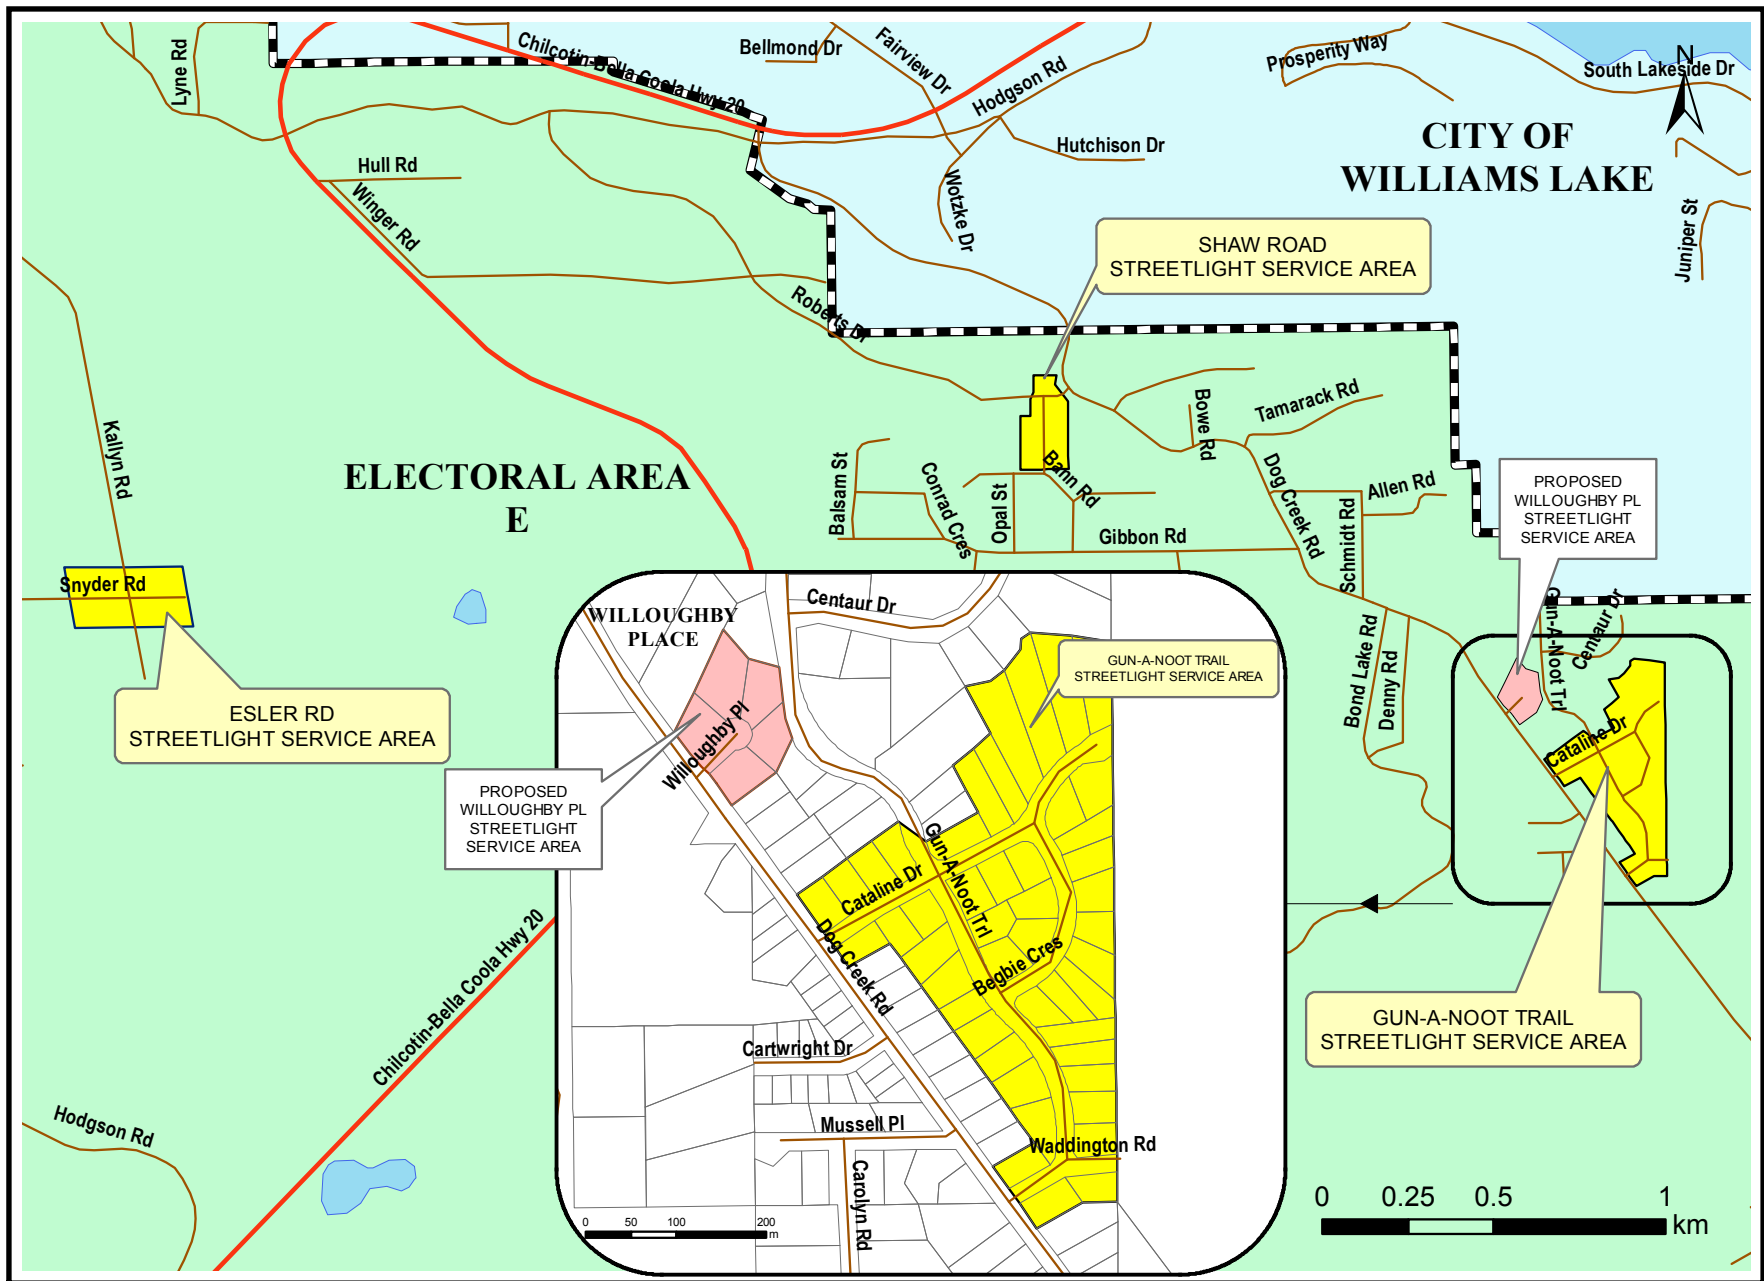 Lyne Rd
Chilcotin-Bella Coola Hwy 20
Bellmond Dr
Fairview Dr
Hodgson Rd
Prosperity Way
South Lakeside Dr
N
CITY OF
WILLIAMS LAKE
Hutchison Dr
Wotzke Dr
Juniper St
Hull Rd
Winger Rd
Roberts Dr
SHAW ROAD
STREETLIGHT SERVICE AREA
Kallyn Rd
ELECTORAL AREA
E
Balsam St
Conrad Cres
Opal St
Bahn Rd
Gibbon Rd
Bowe Rd
Tamarack Rd
Dog Creek Rd
Schmidt Rd
Allen Rd
PROPOSED
WILLOUGHBY PL
STREETLIGHT
SERVICE AREA
Snyder Rd
ESLER RD
STREETLIGHT SERVICE AREA
Bond Lake Rd
Denny Rd
Gun-A-Noot Trl
Centaur Dr
Cataline Dr
GUN-A-NOOT TRAIL
STREETLIGHT SERVICE AREA
WILLOUGHBY
PLACE
Centaur Dr
GUN-A-NOOT TRAIL
STREETLIGHT SERVICE AREA
Willoughby Pl
PROPOSED
WILLOUGHBY PL
STREETLIGHT
SERVICE AREA
Cataline Dr
Gun-A-Noot Trl
Dog Creek Rd
Begbie Cres
Cartwright Dr
Mussell Pl
Carolyn Rd
Waddington Rd
0 50 100 200
m
Chilcotin-Bella Coola Hwy 20
Hodgson Rd
0 0.25 0.5 1
km